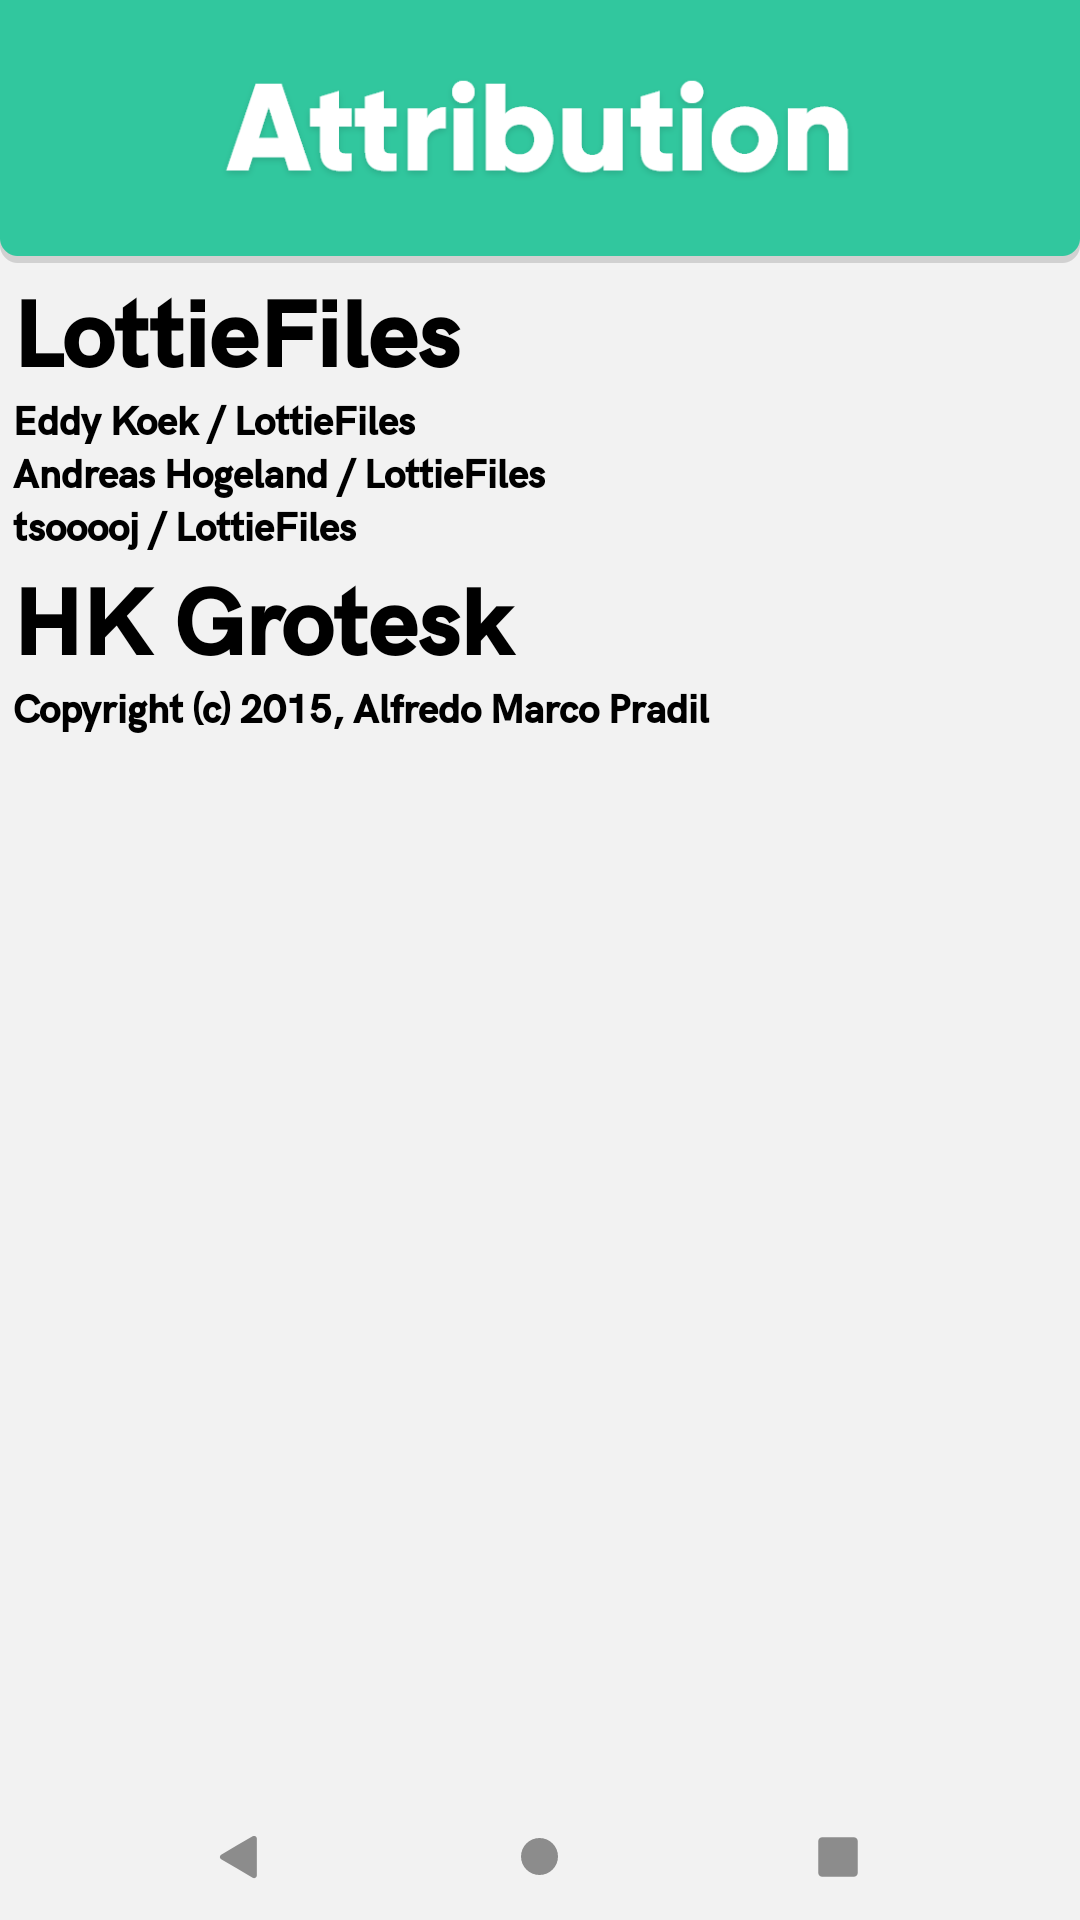 Attribution
LottieFiles
Eddy Koek / LottieFiles
Andreas Hogeland / LottieFiles
tsooooj / LottieFiles
HK Grotesk
Copyright (c) 2015, Alfredo Marco Pradil